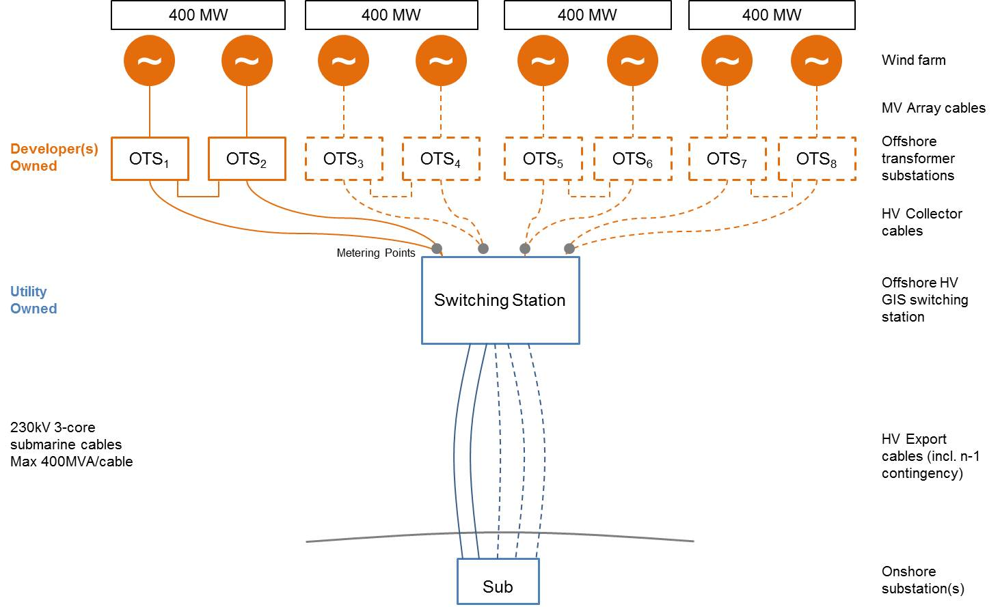 400 MW
400 MW
400 MW
400 MW
~
~
~
~
~
~
~
~
Wind farm
MV Array cables
Developer(s)
Owned
OTS1
OTS2
OTS3
OTS4
OTS5
OTS6
OTS7
OTS8
Offshore
transformer
substations
HV Collector
cables
Metering Points
Utility
Owned
Switching Station
Offshore HV
GIS switching
station
230kV 3-core
submarine cables
Max 400MVA/cable
HV Export
cables (incl. n-1
contingency)
Sub
Onshore
substation(s)